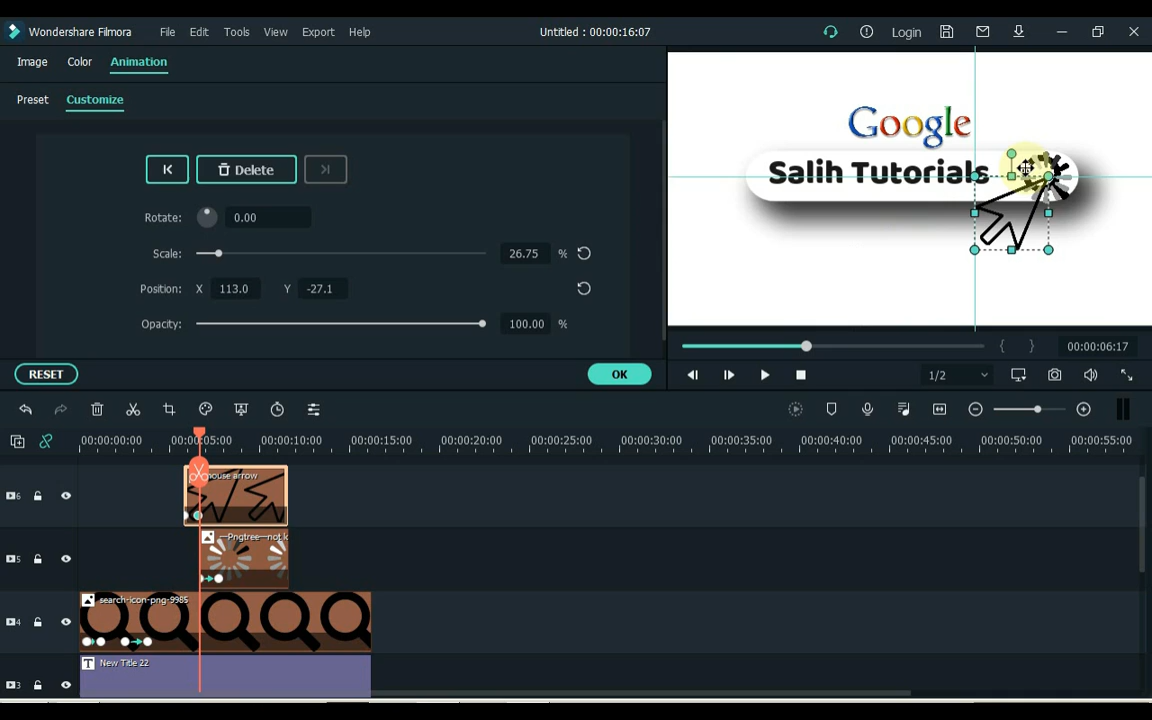 Wondershare Filmora File Edit Tools View Export Help Untitled : 00:00:16:07 Login
Image Color Animation
Preset Customize
Delete
Rotate: 0.00
Scale: 26.75 %
Position: X 113.0 Y -27.1
Opacity: 100.00 %
RESET OK
Google
Salih Tutorials
00:00:06:17
1/2
00:00:00:00 00:00:05:00 00:00:10:00 00:00:15:00 00:00:20:00 00:00:25:00 00:00:30:00 00:00:35:00 00:00:40:00 00:00:45:00 00:00:50:00 00:00:55:00
6 mouse arrow
5 —Pngtree—not
4 search-icon-png-9985
3 New Title 22